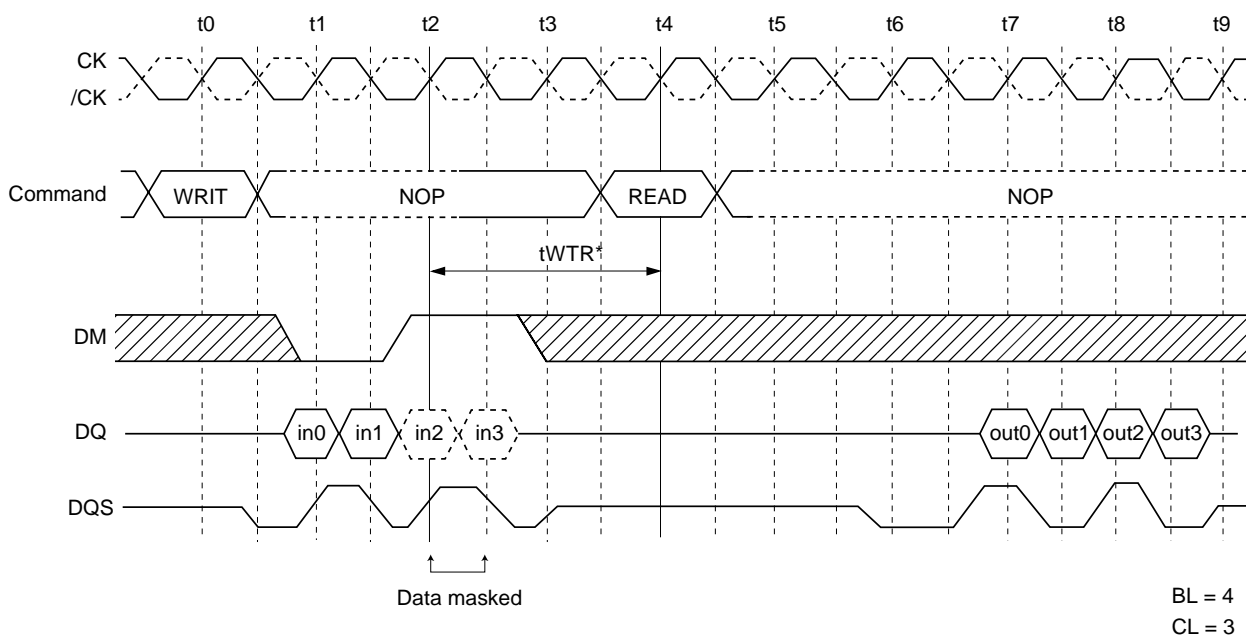 t0 t1 t2 t3 t4 t5 t6 t7 t8 t9
CK
/CK
Command WRIT NOP READ NOP
tWTR*
DM
DQ in0 in1 in2 in3 out0 out1 out2 out3
DQS
Data masked
BL = 4
CL = 3